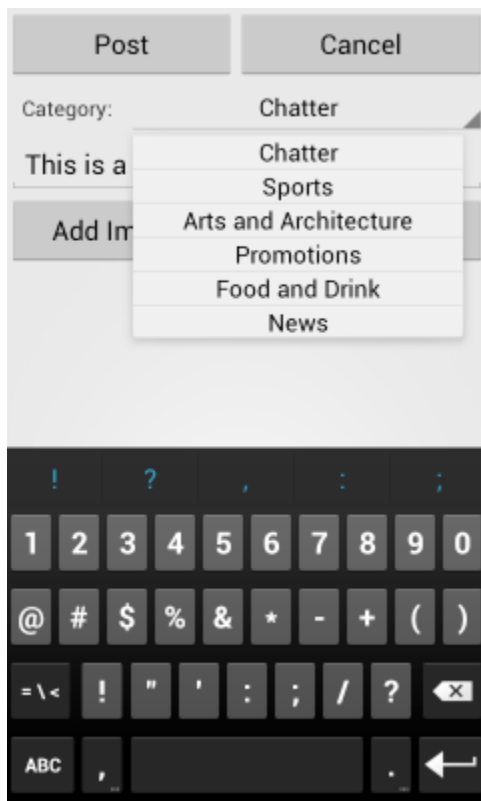 Post Cancel
Category: Chatter
Chatter
This is a
Sports
Arts and Architecture
Add Im
Promotions
Food and Drink
News
! ? , : ;
1 2 3 4 5 6 7 8 9 0
@ # $ % & * - + ( )
= \ < ! " ' : ; / ?
ABC , .